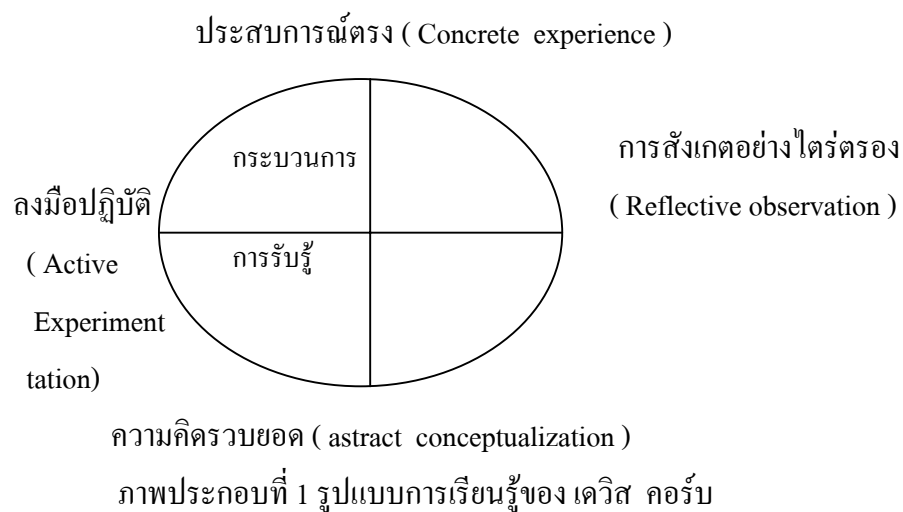 ประสบการณ์ตรง ( Concrete experience )
กระบวนการ
การสังเกตอย่างไตร่ตรอง
( Reflective observation )
ลงมือปฏิบัติ
( Active
Experiment
tation)
การรับรู้
ความคิดรวบยอด ( astract conceptualization )
ภาพประกอบที่ 1 รูปแบบการเรียนรู้ของ เดวิส คอร์บ